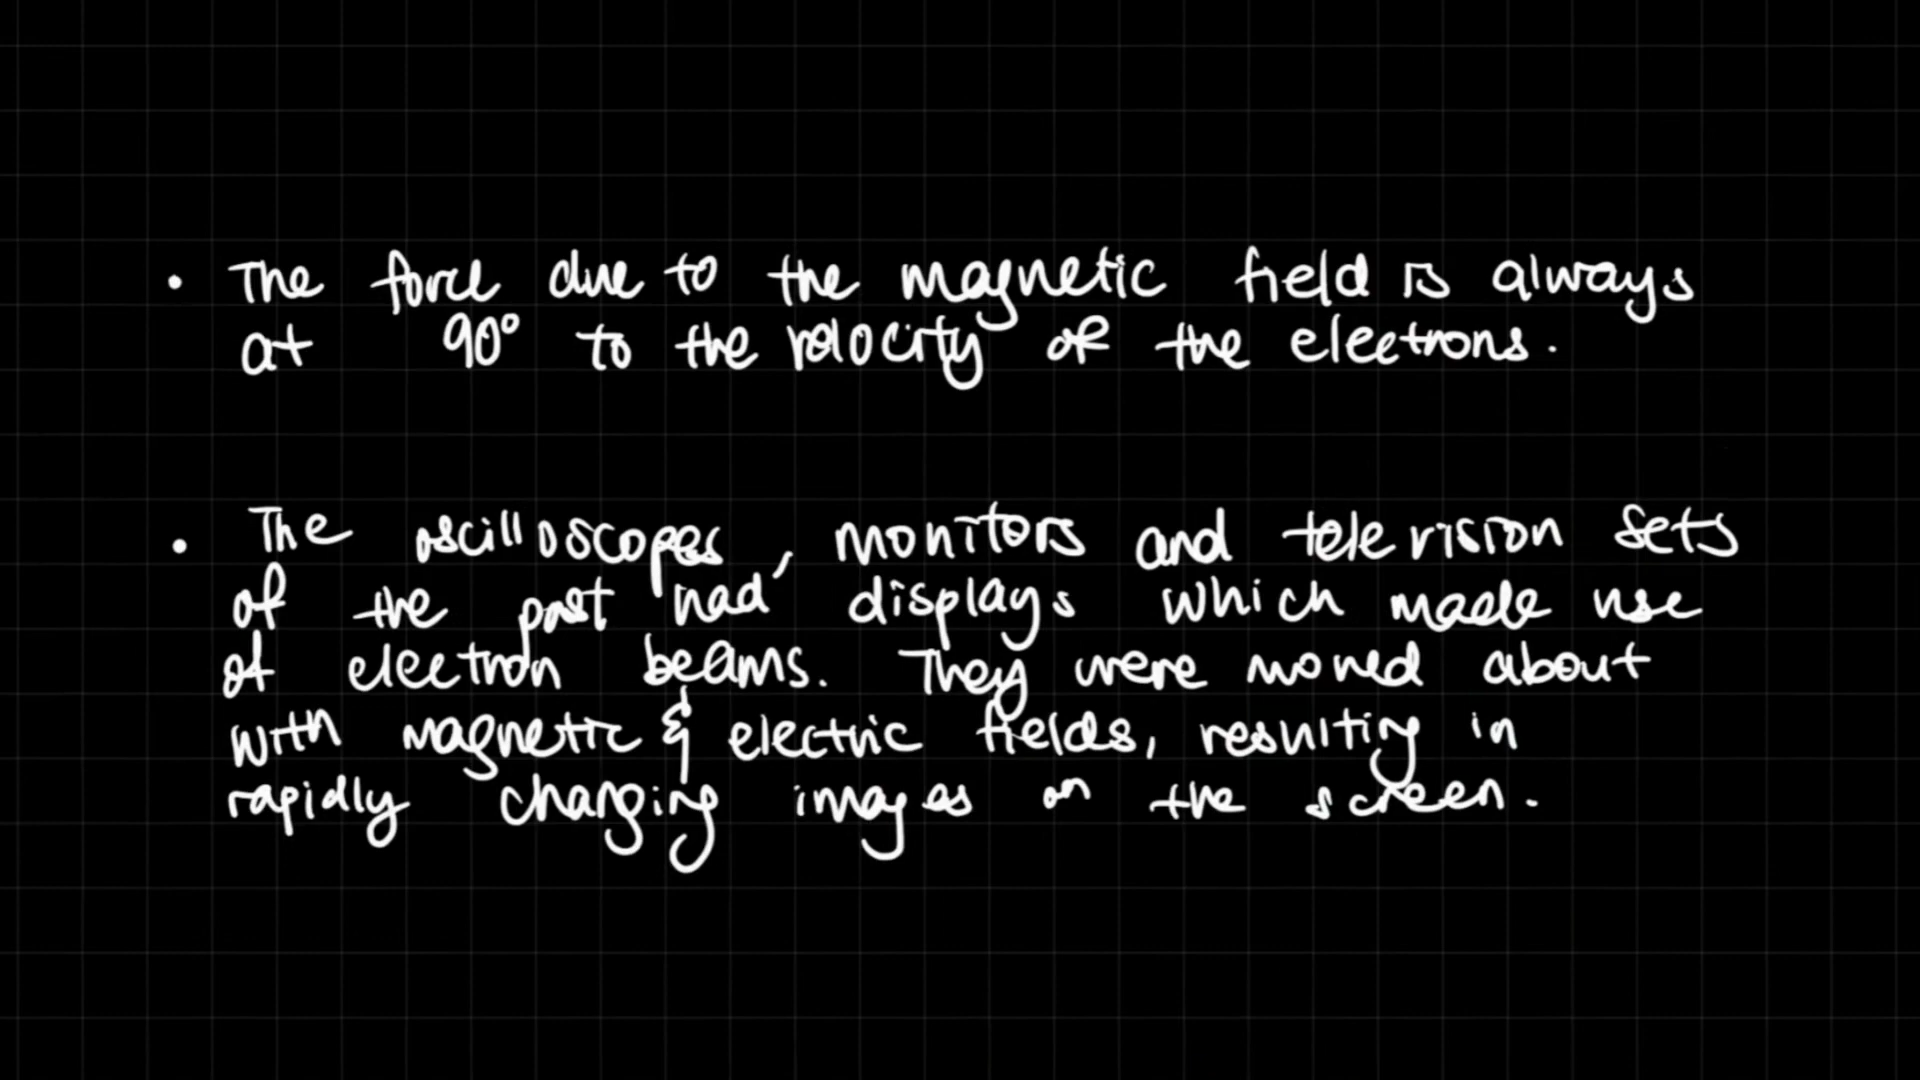 • The force due to the magnetic field is always
at 90° to the velocity of the electrons.
• The oscilloscopes, monitors and television sets
of the past had displays which made use
of electron beams. They were moved about
with magnetic & electric fields, resulting in
rapidly changing images on the screen.